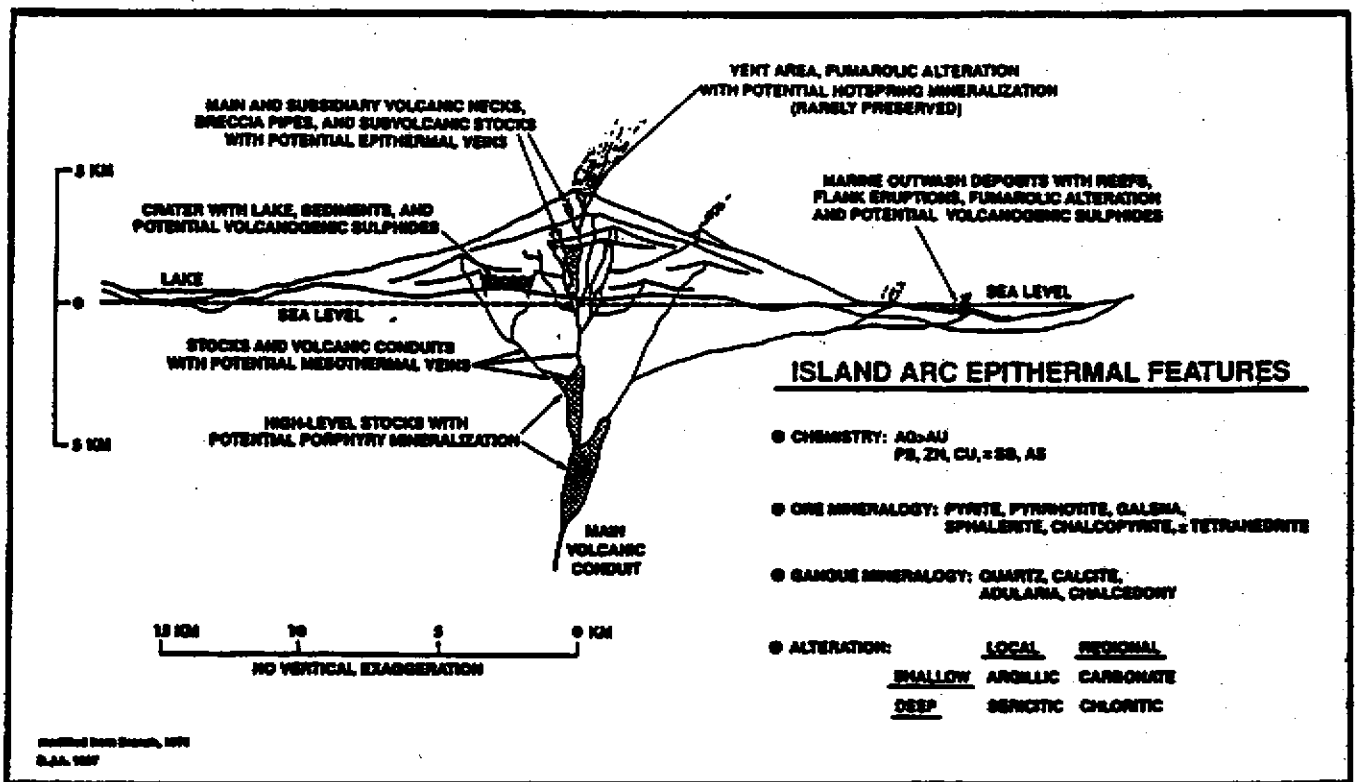 VENT AREA, FUMAROLIC ALTERATION
WITH POTENTIAL HOTSPRING MINERALIZATION
(RARELY PRESERVED)
MAIN AND SUBSIDIARY VOLCANIC NECKS,
BRECCIA PIPES, AND SUBVOLCANIC STOCKS
WITH POTENTIAL EPITHERMAL VEINS
5 KM
MARINE OUTWASH DEPOSITS WITH REEFS,
FLANK ERUPTIONS, FUMAROLIC ALTERATION
AND POTENTIAL VOLCANOGENIC SULPHIDES
CRATER WITH LAKE, SEDIMENTS, AND
POTENTIAL VOLCANOGENIC SULPHIDES
LAKE
SEA LEVEL
0
SEA LEVEL
STOCKS AND VOLCANIC CONDUITS
WITH POTENTIAL MESOTHERMAL VEINS
ISLAND ARC EPITHERMAL FEATURES
HIGH-LEVEL STOCKS WITH
POTENTIAL PORPHYRY MINERALIZATION
5 KM
● CHEMISTRY: AG>AU
PB, ZN, CU, ± SB, AS
● ORE MINERALOGY: PYRITE, PYRRHOTITE, GALENA,
SPHALERITE, CHALCOPYRITE, ± TETRAHEDRITE
MAIN
VOLCANIC
CONDUIT
● GANGUE MINERALOGY: QUARTZ, CALCITE,
ADULARIA, CHALCEDONY
15 KM 10 5 0 KM
NO VERTICAL EXAGGERATION
● ALTERATION: LOCAL REGIONAL
SHALLOW ARGILLIC CARBONATE
DEEP SERICITIC CHLORITIC
modified from Branch, 1976